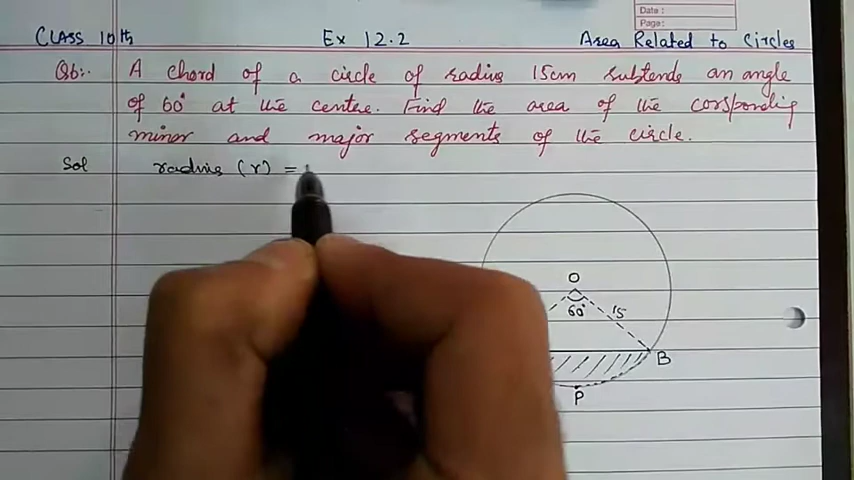 Date:
Page:
CLASS 10th Ex 12.2 Area Related to Circles
Q6:- A chord of a circle of radius 15cm subtends an angle
of 60° at the centre. Find the area of the corsponding
minor and major segments of the circle.
Sol radius (r) =
O
60° 15
B
P